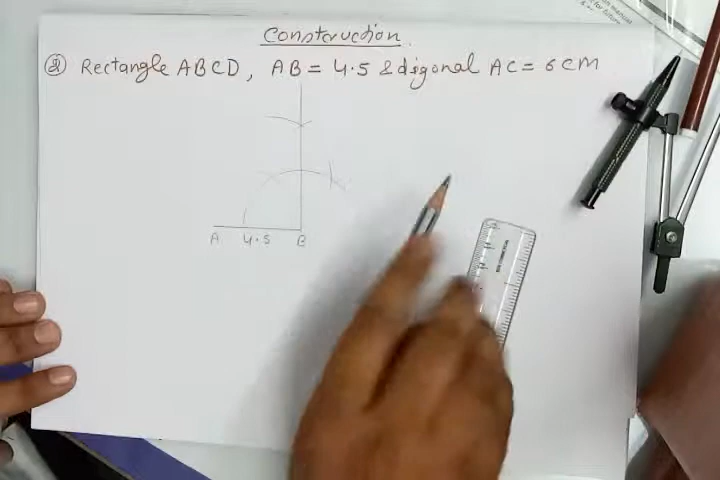 Construction.
② Rectangle ABCD, AB = 4.5 & digonal AC = 6 CM
A 4.5 B